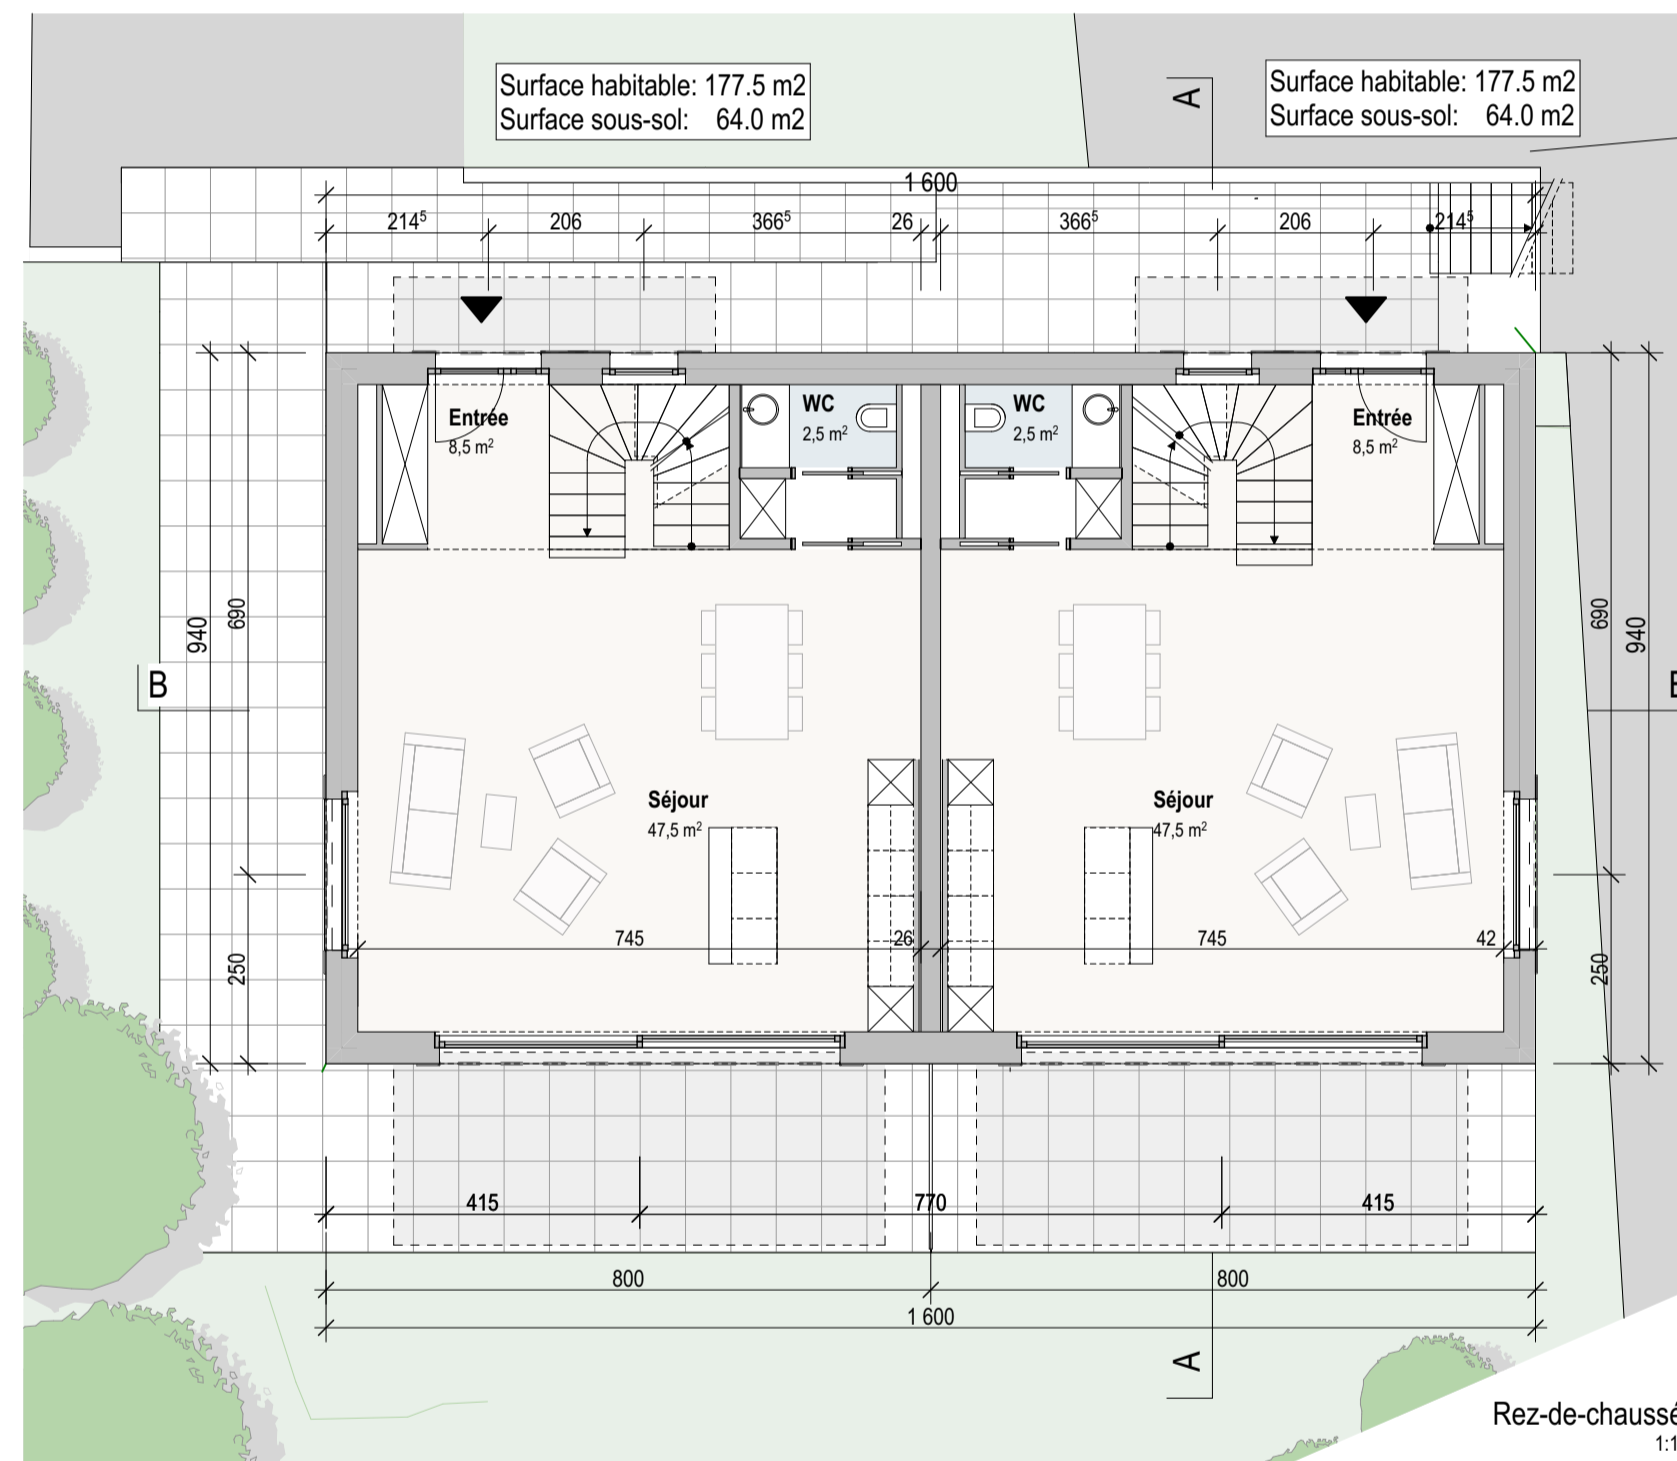 Surface habitable: 177.5 m2
Surface sous-sol: 64.0 m2
Surface habitable: 177.5 m2
Surface sous-sol: 64.0 m2
A
1 600
214⁵ 206 366⁵ 26 366⁵ 206 214⁵
Entrée
8,5 m²
WC
2,5 m²
WC
2,5 m²
Entrée
8,5 m²
940
690
690
940
B
Séjour
47,5 m²
Séjour
47,5 m²
745 26 745 42
250
250
415 770 415
800 800
1 600
A
Rez-de-chaussé
1:1